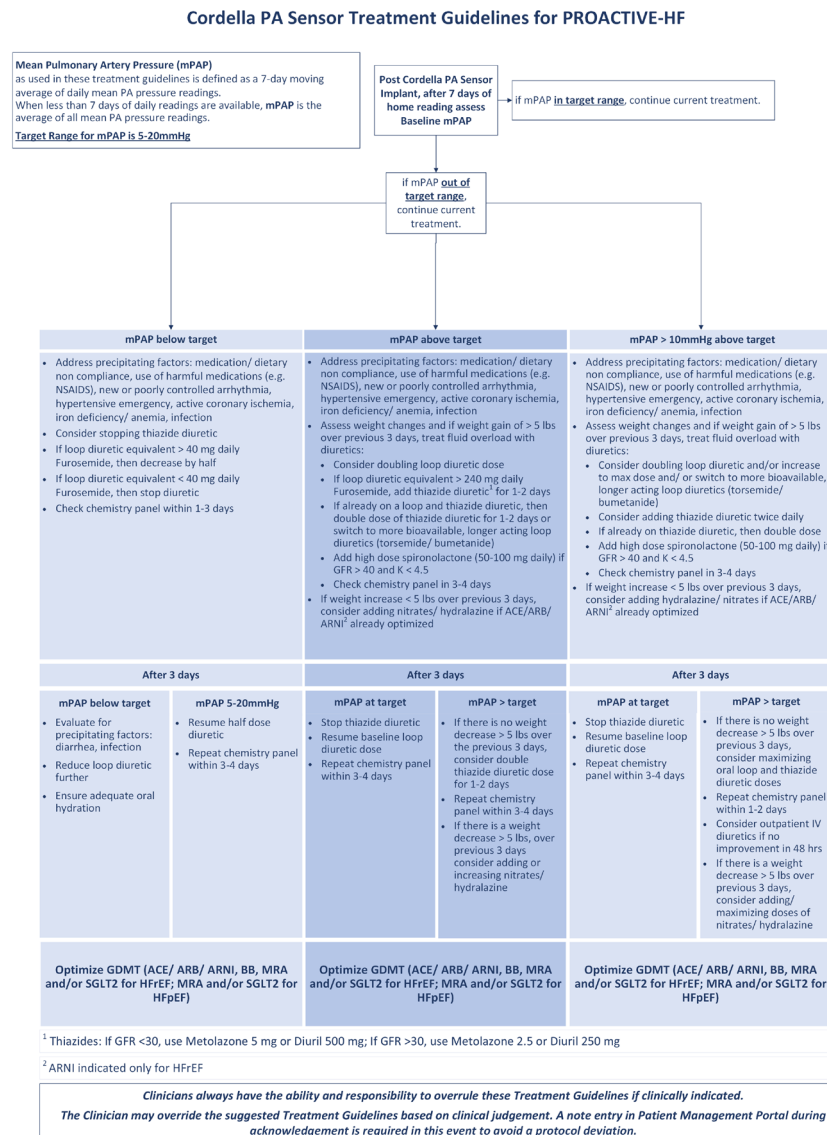 Cordella PA Sensor Treatment Guidelines for PROACTIVE-HF
Mean Pulmonary Artery Pressure (mPAP)
as used in these treatment guidelines is defined as a 7-day moving
average of daily mean PA pressure readings.
When less than 7 days of daily readings are available, mPAP is the
average of all mean PA pressure readings.
Target Range for mPAP is 5-20mmHg
Post Cordella PA Sensor
Implant, after 7 days of
home reading assess
Baseline mPAP
if mPAP in target range, continue current treatment.
if mPAP out of
target range,
continue current
treatment.
mPAP below target
• Address precipitating factors: medication/ dietary
non compliance, use of harmful medications (e.g.
NSAIDS), new or poorly controlled arrhythmia,
hypertensive emergency, active coronary ischemia,
iron deficiency/ anemia, infection
• Consider stopping thiazide diuretic
• If loop diuretic equivalent > 40 mg daily
Furosemide, then decrease by half
• If loop diuretic equivalent < 40 mg daily
Furosemide, then stop diuretic
• Check chemistry panel within 1-3 days
mPAP above target
• Address precipitating factors: medication/ dietary
non compliance, use of harmful medications (e.g.
NSAIDS), new or poorly controlled arrhythmia,
hypertensive emergency, active coronary ischemia,
iron deficiency/ anemia, infection
• Assess weight changes and if weight gain of > 5 lbs
over previous 3 days, treat fluid overload with
diuretics:
• Consider doubling loop diuretic dose
• If loop diuretic equivalent > 240 mg daily
Furosemide, add thiazide diuretic¹ for 1-2 days
• If already on a loop and thiazide diuretic, then
double dose of thiazide diuretic for 1-2 days or
switch to more bioavailable, longer acting loop
diuretics (torsemide/ bumetanide)
• Add high dose spironolactone (50-100 mg daily) if
GFR > 40 and K < 4.5
• Check chemistry panel in 3-4 days
• If weight increase < 5 lbs over previous 3 days,
consider adding nitrates/ hydralazine if ACE/ARB/
ARNI² already optimized
mPAP > 10mmHg above target
• Address precipitating factors: medication/ dietary
non compliance, use of harmful medications (e.g.
NSAIDS), new or poorly controlled arrhythmia,
hypertensive emergency, active coronary ischemia,
iron deficiency/ anemia, infection
• Assess weight changes and if weight gain of > 5 lbs
over previous 3 days, treat fluid overload with
diuretics:
• Consider doubling loop diuretic and/or increase
to max dose and/ or switch to more bioavailable,
longer acting loop diuretics (torsemide/
bumetanide)
• Consider adding thiazide diuretic twice daily
• If already on thiazide diuretic, then double dose
• Add high dose spironolactone (50-100 mg daily)
GFR > 40 and K < 4.5
• Check chemistry panel in 3-4 days
• If weight increase < 5 lbs over previous 3 days,
consider adding hydralazine/ nitrates if ACE/ARB/
ARNI² already optimized
After 3 days
After 3 days
After 3 days
mPAP below target
• Evaluate for
precipitating factors:
diarrhea, infection
• Reduce loop diuretic
further
• Ensure adequate oral
hydration
mPAP 5-20mmHg
• Resume half dose
diuretic
• Repeat chemistry panel
within 3-4 days
mPAP at target
• Stop thiazide diuretic
• Resume baseline loop
diuretic dose
• Repeat chemistry panel
within 3-4 days
mPAP > target
• If there is no weight
decrease > 5 lbs over
the previous 3 days,
consider double
thiazide diuretic dose
for 1-2 days
• Repeat chemistry
panel within 3-4 days
• If there is a weight
decrease > 5 lbs, over
previous 3 days
consider adding or
increasing nitrates/
hydralazine
mPAP at target
• Stop thiazide diuretic
• Resume baseline loop
diuretic dose
• Repeat chemistry
panel within 3-4 days
mPAP > target
• If there is no weight
decrease > 5 lbs over
previous 3 days,
consider maximizing
oral loop and thiazide
diuretic doses
• Repeat chemistry panel
within 1-2 days
• Consider outpatient IV
diuretics if no
improvement in 48 hrs
• If there is a weight
decrease > 5 lbs over
previous 3 days,
consider adding/
maximizing doses of
nitrates/ hydralazine
Optimize GDMT (ACE/ ARB/ ARNI, BB, MRA
and/or SGLT2 for HFrEF; MRA and/or SGLT2 for
HFpEF)
Optimize GDMT (ACE/ ARB/ ARNI, BB, MRA
and/or SGLT2 for HFrEF; MRA and/or SGLT2 for
HFpEF)
Optimize GDMT (ACE/ ARB/ ARNI, BB, MRA
and/or SGLT2 for HFrEF; MRA and/or SGLT2 for
HFpEF)
¹ Thiazides: If GFR <30, use Metolazone 5 mg or Diuril 500 mg; If GFR >30, use Metolazone 2.5 or Diuril 250 mg
² ARNI indicated only for HFrEF
Clinicians always have the ability and responsibility to overrule these Treatment Guidelines if clinically indicated.
The Clinician may override the suggested Treatment Guidelines based on clinical judgement. A note entry in Patient Management Portal during
acknowledgement is required in this event to avoid a protocol deviation.